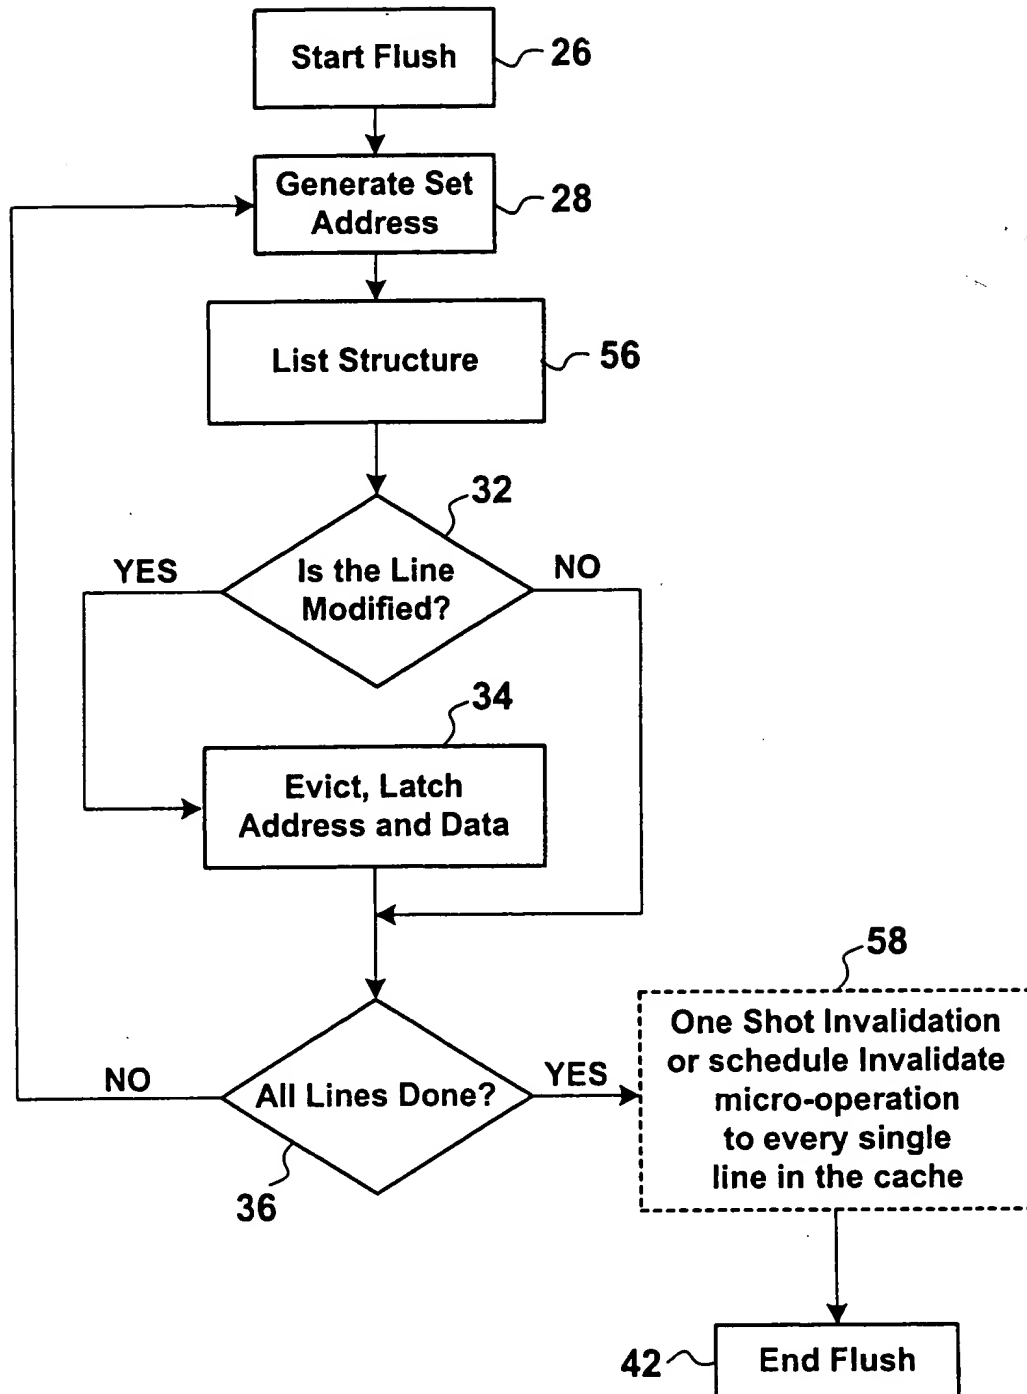 Start Flush
26
Generate Set
Address
28
List Structure
56
32
Is the Line
Modified?
YES
NO
34
Evict, Latch
Address and Data
58
One Shot Invalidation
or schedule Invalidate
micro-operation
to every single
line in the cache
All Lines Done?
NO
YES
36
42
End Flush